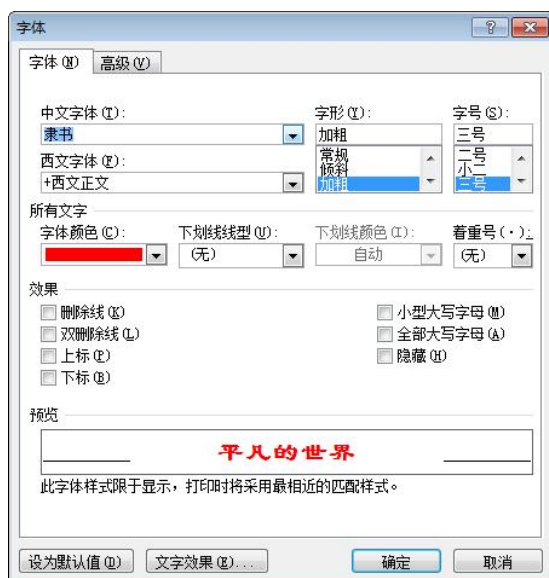 字体
字体(N) 高级(V)
中文字体(T): 字形(Y): 字号(S):
隶书 加粗 三号
常规 二号
西文字体(F): 倾斜 小二
+西文正文 加粗 三号
所有文字
字体颜色(C): 下划线线型(U): 下划线颜色(I): 着重号(·):
(无) 自动 (无)
效果
删除线(K) 小型大写字母(M)
双删除线(L) 全部大写字母(A)
上标(P) 隐藏(H)
下标(B)
预览
平凡的世界
此字体样式限于显示，打印时将采用最相近的匹配样式。
设为默认值(D) 文字效果(E)... 确定 取消